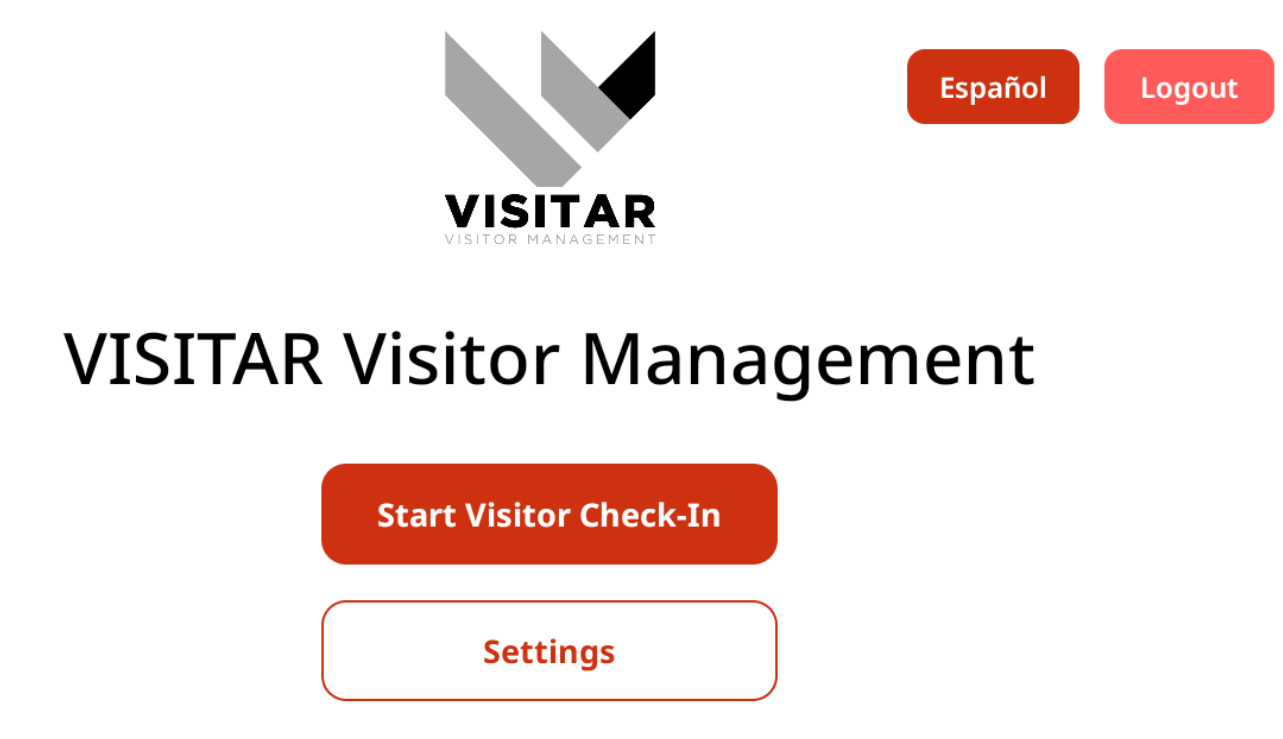 Español
Logout
VISITAR
VISITOR MANAGEMENT
VISITAR Visitor Management
Start Visitor Check-In
Settings